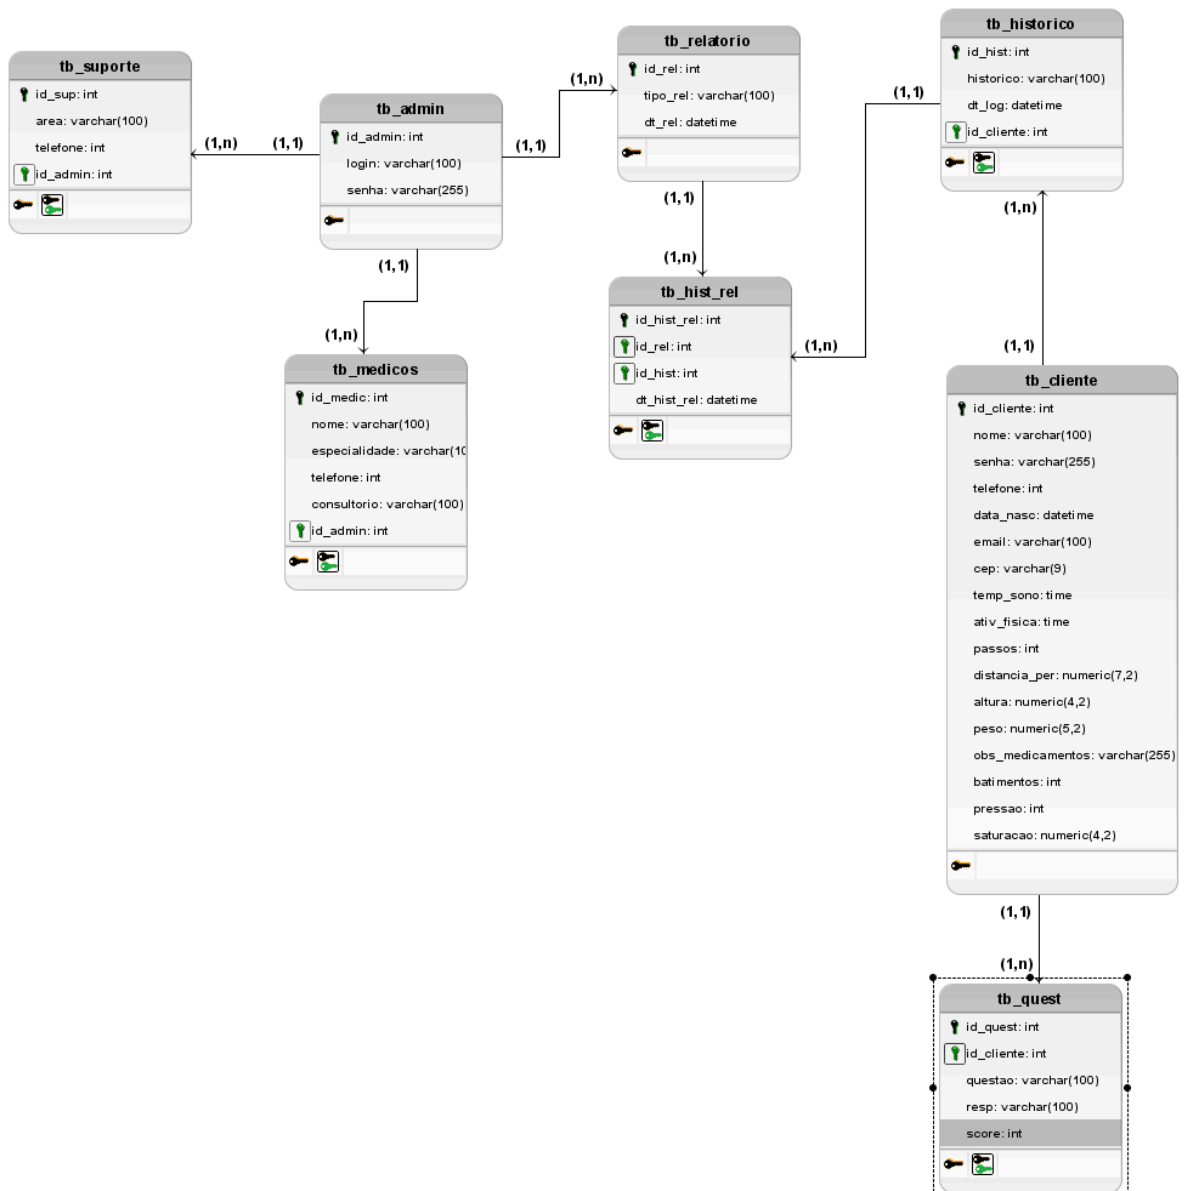 tb_suporte
id_sup: int
area: varchar(100)
telefone: int
id_admin: int
(1,n)
(1,1)
tb_admin
id_admin: int
login: varchar(100)
senha: varchar(255)
(1,1)
(1,n)
tb_relatorio
id_rel: int
tipo_rel: varchar(100)
dt_rel: datetime
(1,1)
(1,n)
tb_historico
id_hist: int
historico: varchar(100)
dt_log: datetime
id_cliente: int
(1,1)
(1,n)
(1,1)
(1,n)
tb_medicos
id_medic: int
nome: varchar(100)
especialidade: varchar(10
telefone: int
consultorio: varchar(100)
id_admin: int
tb_hist_rel
id_hist_rel: int
id_rel: int
id_hist: int
dt_hist_rel: datetime
(1,n)
(1,1)
tb_cliente
id_cliente: int
nome: varchar(100)
senha: varchar(255)
telefone: int
data_nasc: datetime
email: varchar(100)
cep: varchar(9)
temp_sono: time
ativ_fisica: time
passos: int
distancia_per: numeric(7,2)
altura: numeric(4,2)
peso: numeric(5,2)
obs_medicamentos: varchar(255)
batimentos: int
pressao: int
saturacao: numeric(4,2)
(1,1)
(1,n)
tb_quest
id_quest: int
id_cliente: int
questao: varchar(100)
resp: varchar(100)
score: int